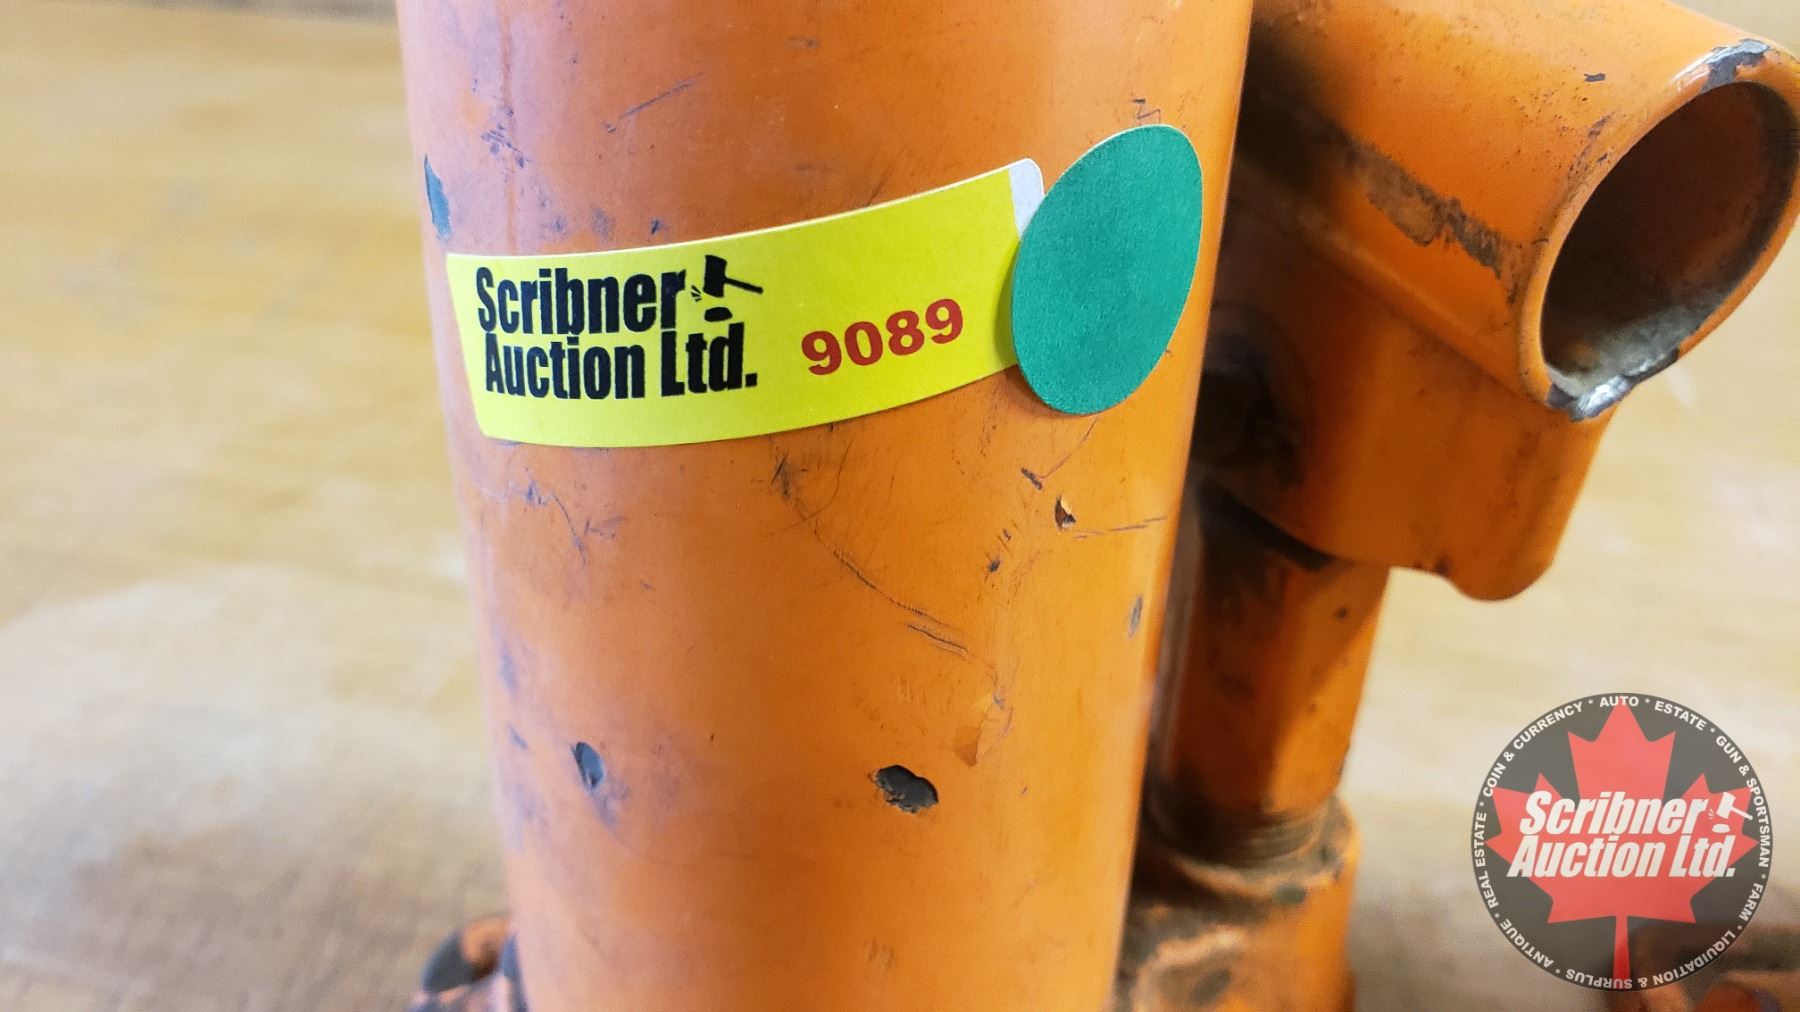 Scribner
Auction Ltd.
9089
* COIN & CURRENCY * AUTO * ESTATE * GUN & SPORTSMAN * FARM * LIQUIDATION & SURPLUS * ANTIQUE * REAL ESTATE
Scribner
Auction Ltd.